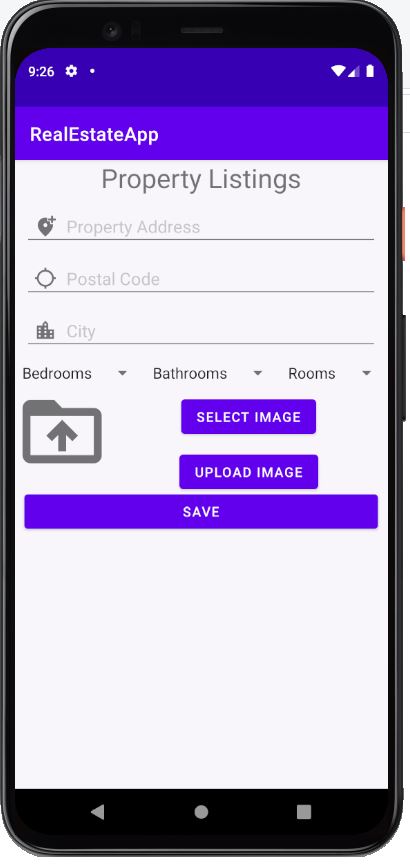 9:26
RealEstateApp
Property Listings
Property Address
Postal Code
City
Bedrooms Bathrooms Rooms
SELECT IMAGE
UPLOAD IMAGE
SAVE